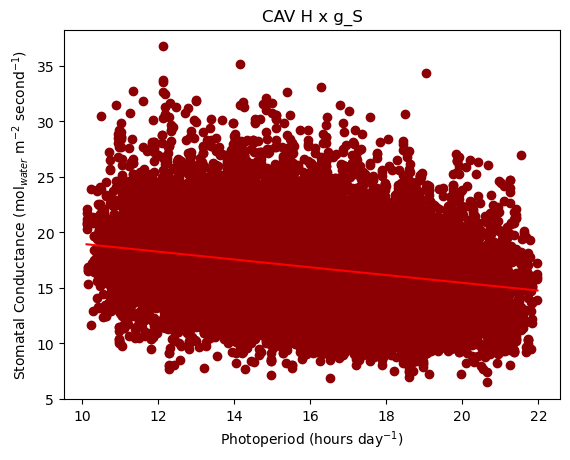 CAV H x g_S
Stomatal Conductance (mol_water m⁻² second⁻¹)
35
30
25
20
15
10
5
10 12 14 16 18 20 22
Photoperiod (hours day⁻¹)